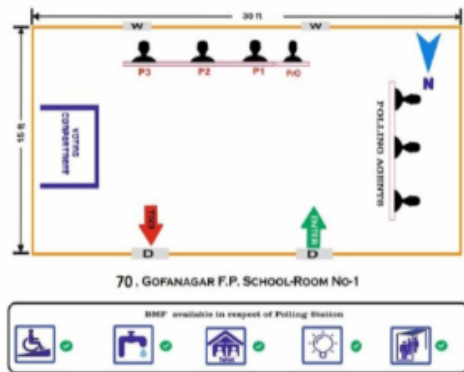 30 ft
W W
P3 P2 P1 PrO
N
15 ft
VOTING
COMPARTMENT
POLLING AGENTS
EXIT
ENTER
D D
70. GOFANAGAR F.P. SCHOOL-ROOM NO-1
BMF available in respect of Polling Station